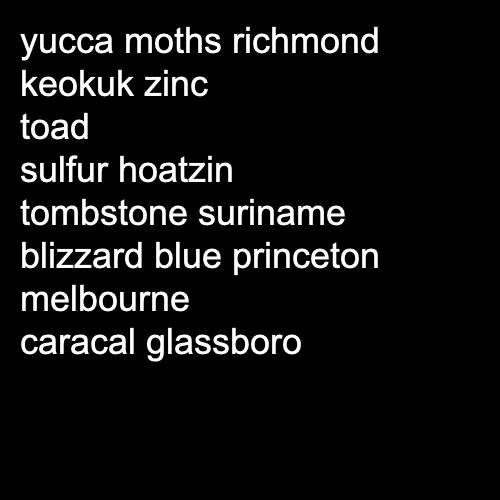 yucca moths richmond
keokuk zinc
toad
sulfur hoatzin
tombstone suriname
blizzard blue princeton
melbourne
caracal glassboro